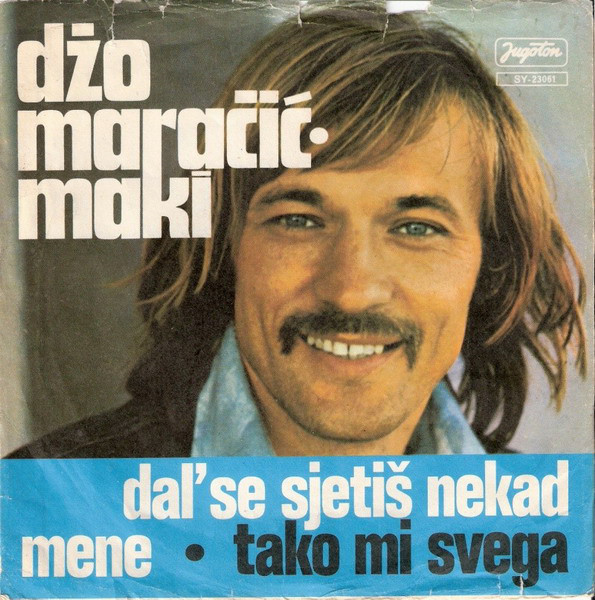 džo
maračić·
maki
Jugoton
SY-23061
dal' se sjetiš nekad
mene • tako mi svega